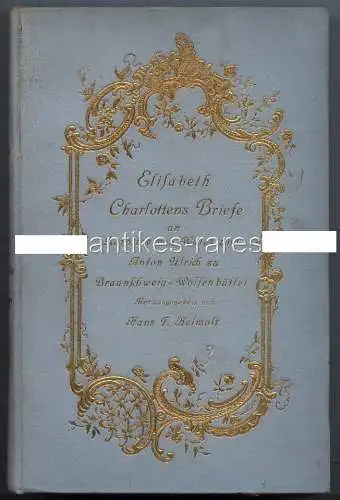 Elisabeth
Charlottens Briefe
an
antikes-rares
Anton Ulrich zu
Braunschweig-Wolfenbüttel
Herausgegeben von
Hans F. Helmolt